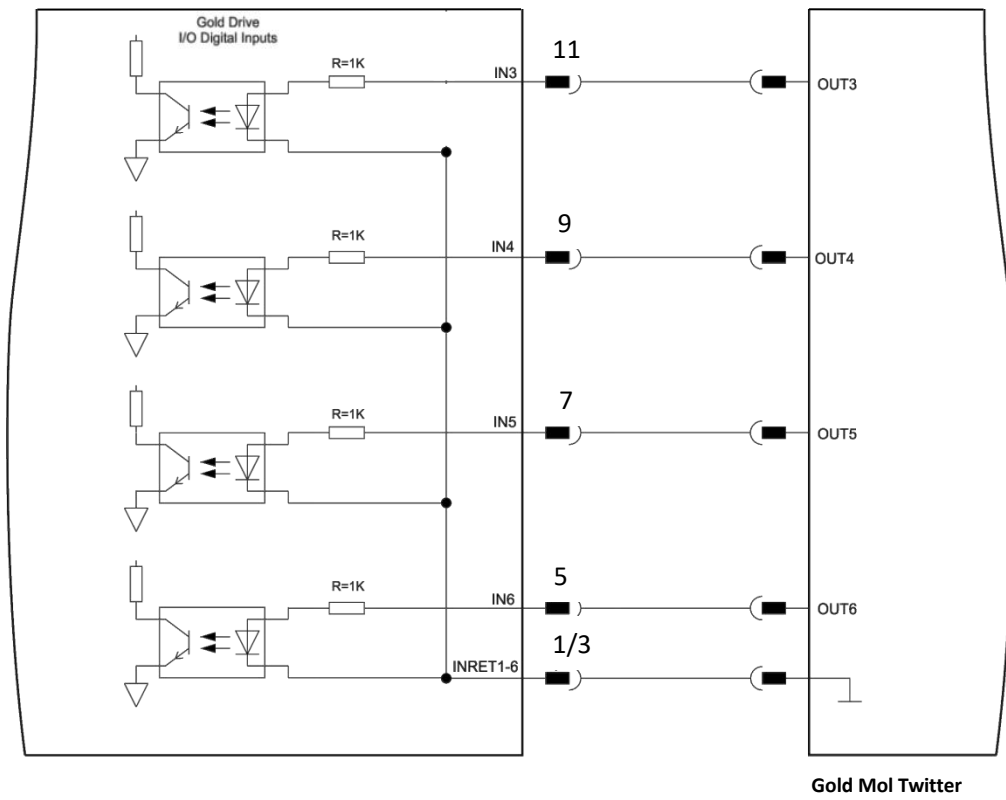 Gold Drive
I/O Digital Inputs
R=1K
IN3
11
OUT3
R=1K
IN4
9
OUT4
R=1K
IN5
7
OUT5
R=1K
IN6
5
OUT6
INRET1-6
1/3
Gold Mol Twitter